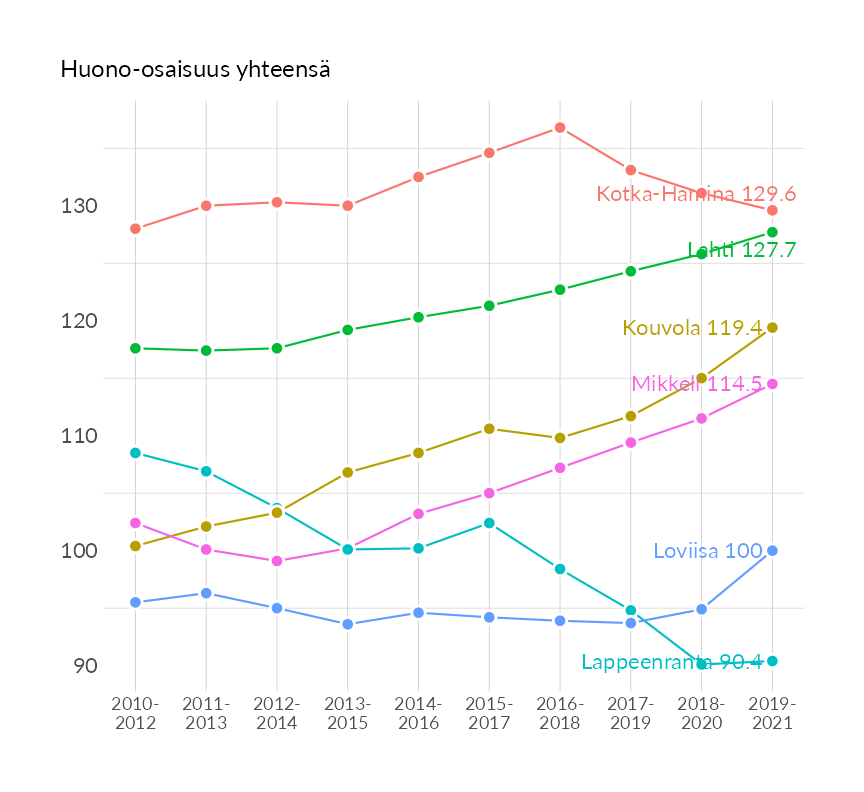 Huono-osaisuus yhteensä
130
120
110
100
90
Kotka-Hamina 129.6
Lahti 127.7
Kouvola 119.4
Mikkeli 114.5
Loviisa 100
Lappeenranta 90.4
2010- 2011- 2012- 2013- 2014- 2015- 2016- 2017- 2018- 2019-
2012 2013 2014 2015 2016 2017 2018 2019 2020 2021